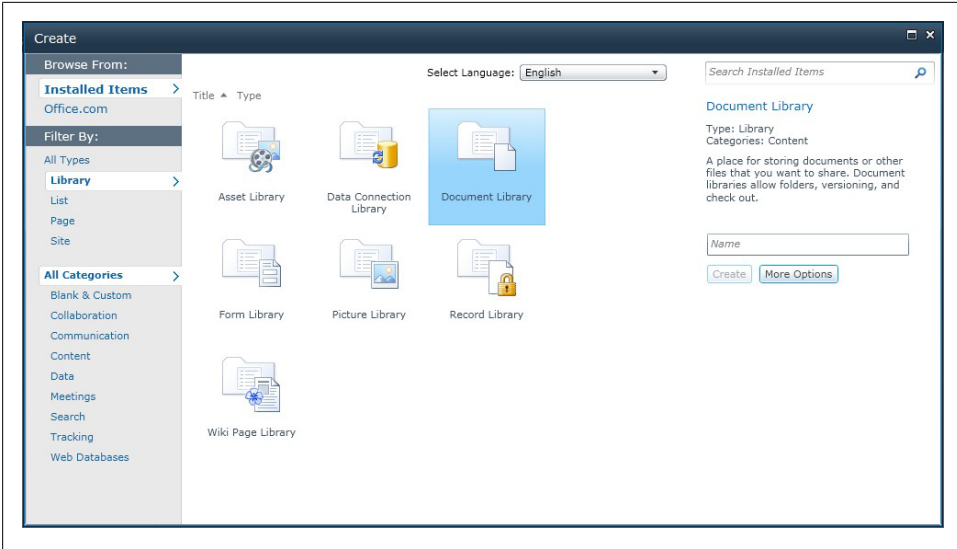 Create
Browse From:
Installed Items
Office.com
Filter By:
All Types
Library
List
Page
Site
All Categories
Blank & Custom
Collaboration
Communication
Content
Data
Meetings
Search
Tracking
Web Databases
Select Language: English
Title Type
Asset Library
Data Connection
Library
Document Library
Form Library
Picture Library
Record Library
Wiki Page Library
Search Installed Items
Document Library
Type: Library
Categories: Content
A place for storing documents or other
files that you want to share. Document
libraries allow folders, versioning, and
check out.
Name
Create More Options